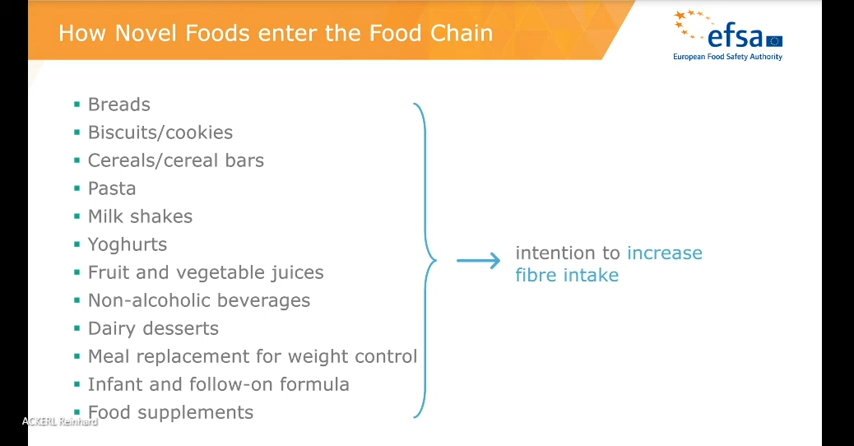 How Novel Foods enter the Food Chain
efsa
European Food Safety Authority
▪ Breads
▪ Biscuits/cookies
▪ Cereals/cereal bars
▪ Pasta
▪ Milk shakes
▪ Yoghurts
▪ Fruit and vegetable juices
▪ Non-alcoholic beverages
▪ Dairy desserts
▪ Meal replacement for weight control
▪ Infant and follow-on formula
▪ Food supplements
intention to increase
fibre intake
ACKERL Reinhard